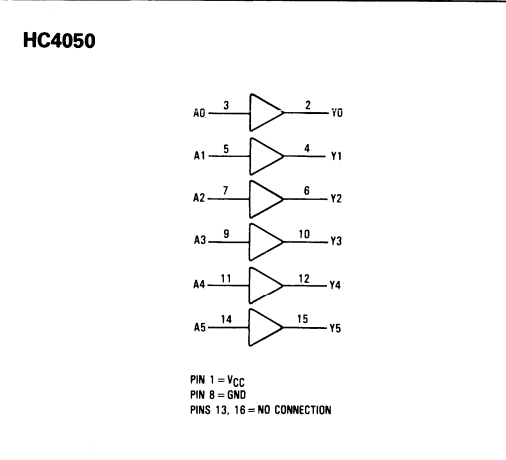 HC4050
A0 3 2 Y0
A1 5 4 Y1
A2 7 6 Y2
A3 9 10 Y3
A4 11 12 Y4
A5 14 15 Y5
PIN 1 = VCC
PIN 8 = GND
PINS 13, 16 = NO CONNECTION